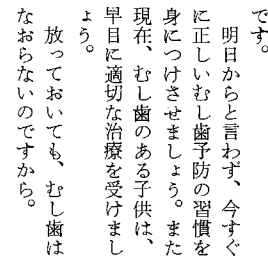 です。
　明日からと言わず、今すぐ
に正しいむし歯予防の習慣を
身につけさせましょう。また
現在、むし歯のある子供は、
早目に適切な治療を受けまし
ょう。
　放っておいても、むし歯は
なおらないのですから。